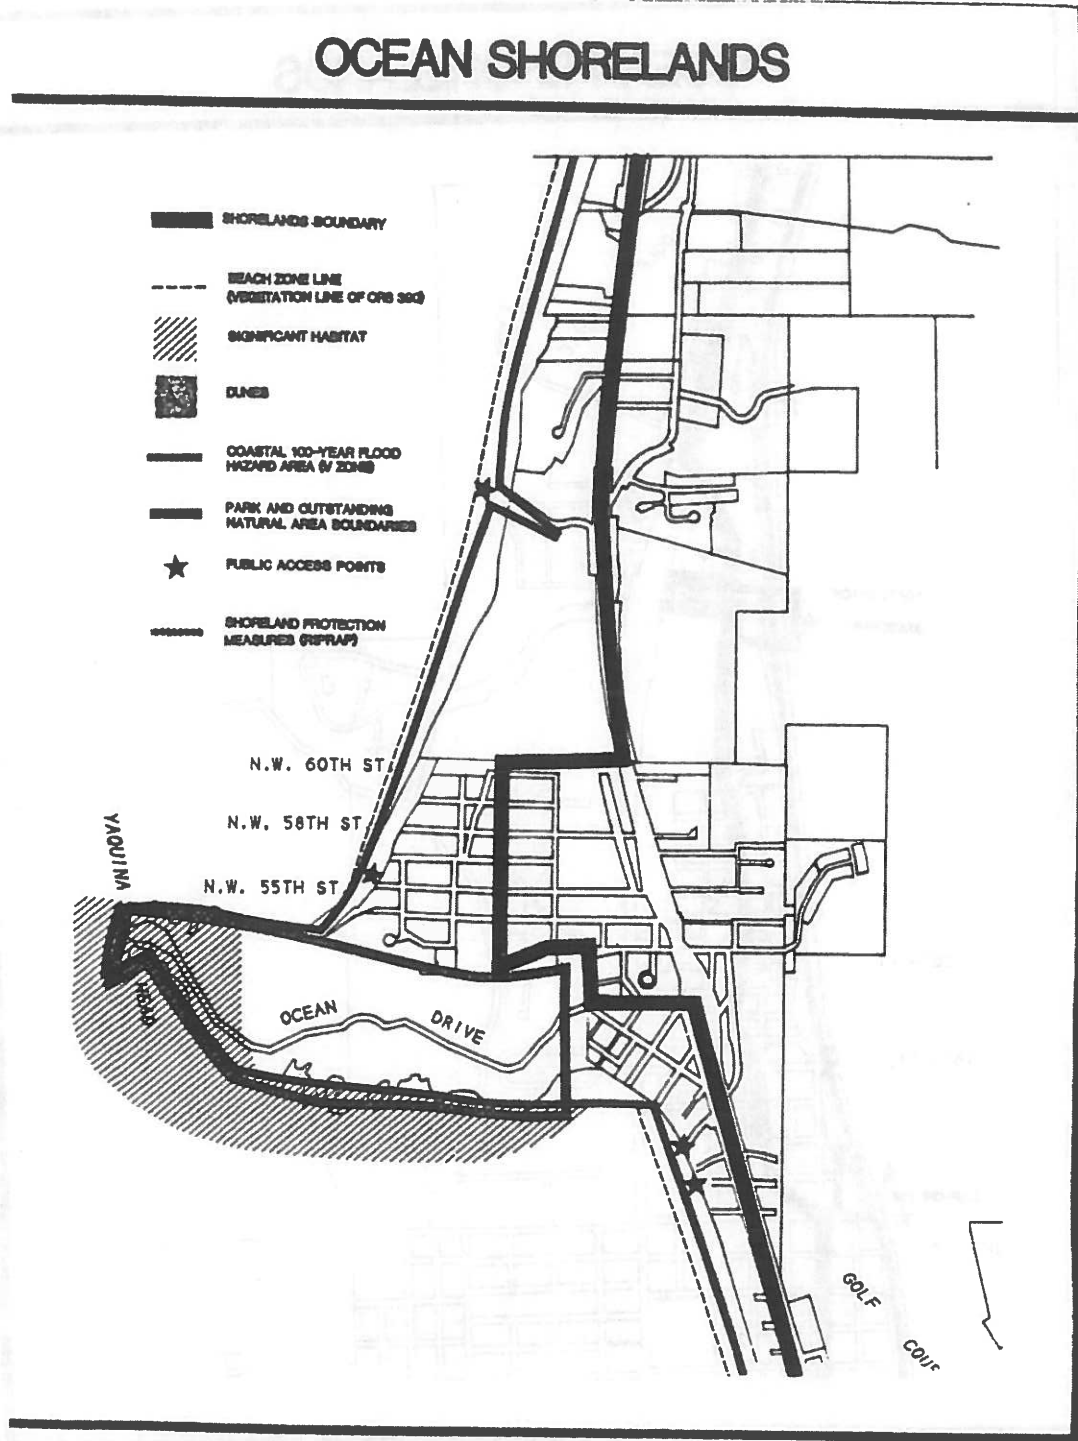 OCEAN SHORELANDS
SHORELANDS BOUNDARY
BEACH ZONE LINE
(VEGETATION LINE OF ORS 390)
SIGNIFICANT HABITAT
DUNES
COASTAL 100-YEAR FLOOD
HAZARD AREA (V ZONE)
PARK AND OUTSTANDING
NATURAL AREA BOUNDARIES
PUBLIC ACCESS POINTS
SHORELAND PROTECTION
MEASURES (RIPRAP)
N.W. 60TH ST.
N.W. 58TH ST.
N.W. 55TH ST.
YAQUINA
HEAD
OCEAN DRIVE
GOLF